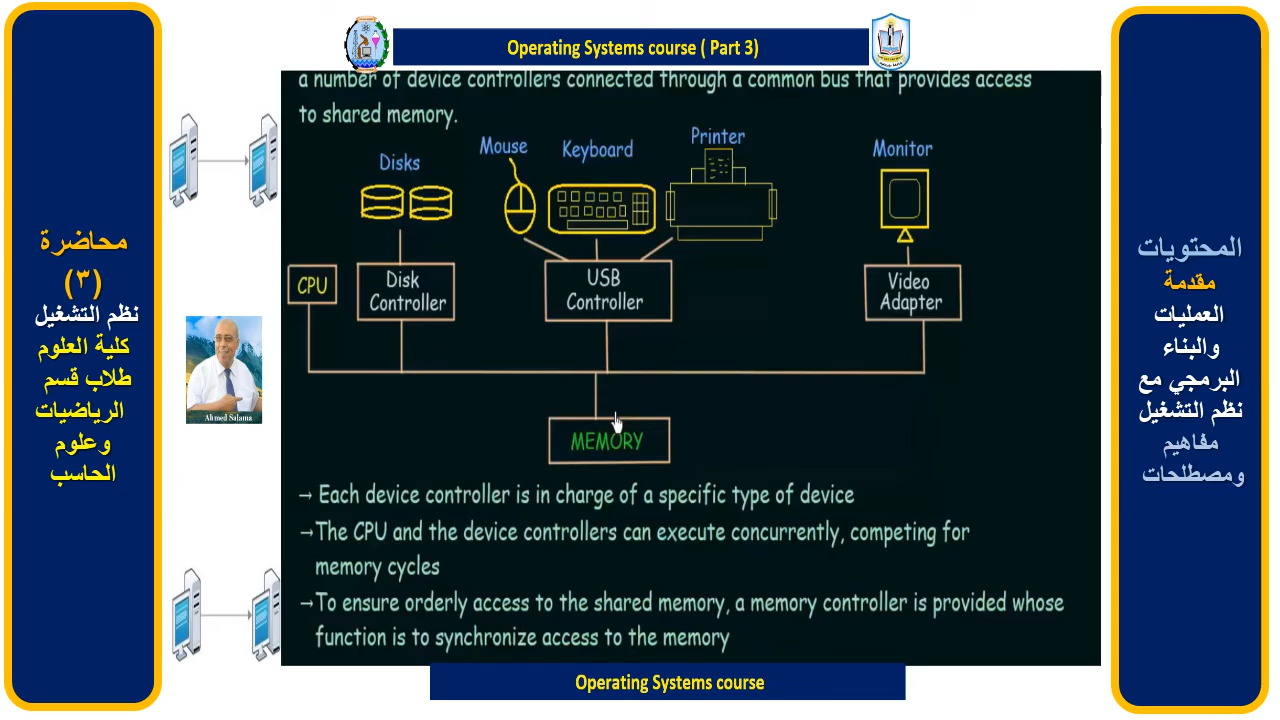 Operating Systems course ( Part 3)
محاضرة
(٣)
نظم التشغيل
كلية العلوم
طلاب قسم
الرياضيات
وعلوم
الحاسب
Ahmed Salama
a number of device controllers connected through a common bus that provides access
to shared memory.
Disks
Mouse
Keyboard
Printer
Monitor
CPU
Disk
Controller
USB
Controller
Video
Adapter
MEMORY
→ Each device controller is in charge of a specific type of device
→The CPU and the device controllers can execute concurrently, competing for
memory cycles
→To ensure orderly access to the shared memory, a memory controller is provided whose
function is to synchronize access to the memory
Operating Systems course
المحتويات
مقدمة
العمليات
والبناء
البرمجي مع
نظم التشغيل
مفاهيم
ومصطلحات